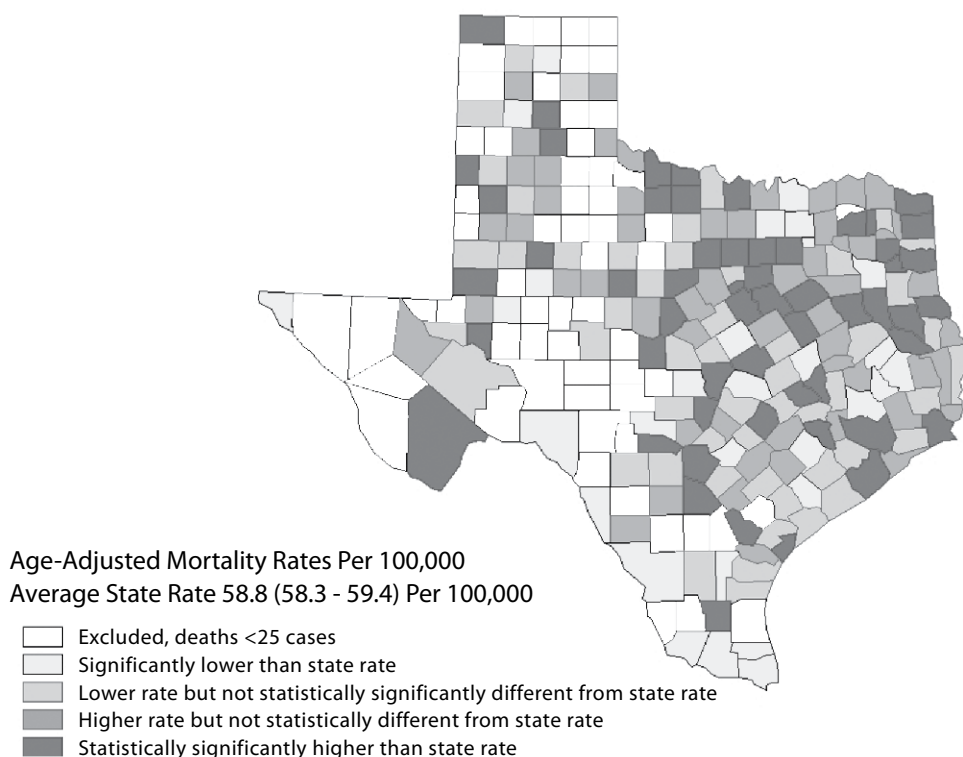 Age-Adjusted Mortality Rates Per 100,000
Average State Rate 58.8 (58.3 - 59.4) Per 100,000
Excluded, deaths <25 cases
Significantly lower than state rate
Lower rate but not statistically significantly different from state rate
Higher rate but not statistically different from state rate
Statistically significantly higher than state rate